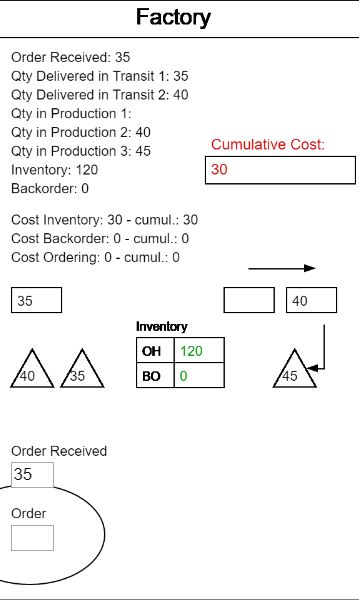 Factory
Order Received: 35
Qty Delivered in Transit 1: 35
Qty Delivered in Transit 2: 40
Qty in Production 1:
Qty in Production 2: 40
Qty in Production 3: 45
Inventory: 120
Backorder: 0
Cumulative Cost:
30
Cost Inventory: 30 - cumul.: 30
Cost Backorder: 0 - cumul.: 0
Cost Ordering: 0 - cumul.: 0
35
40
Inventory
OH 120
BO 0
40 35
45
Order Received
35
Order